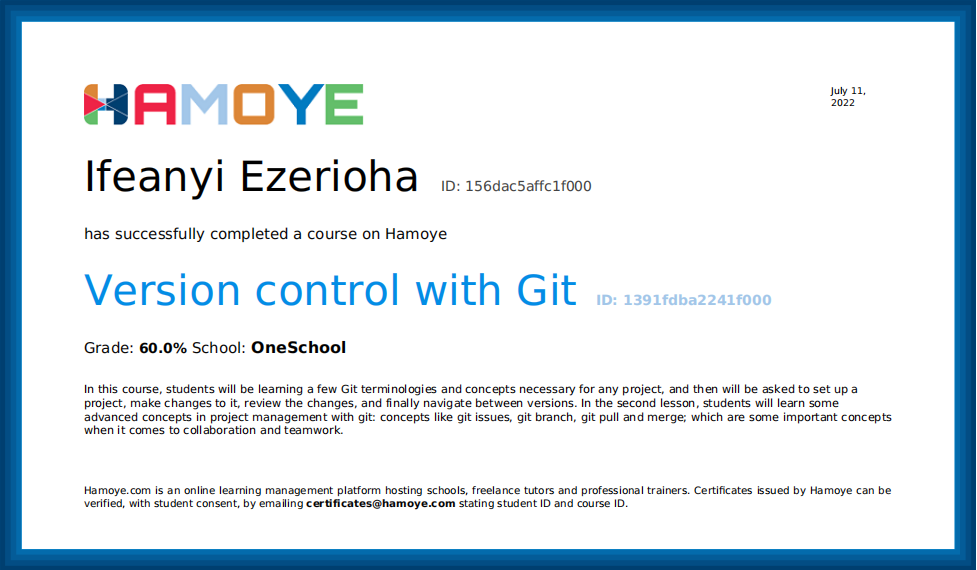 HAMOYE
July 11,
2022
Ifeanyi Ezerioha ID: 156dac5affc1f000
has successfully completed a course on Hamoye
Version control with Git ID: 1391fdba2241f000
Grade: 60.0% School: OneSchool
In this course, students will be learning a few Git terminologies and concepts necessary for any project, and then will be asked to set up a
project, make changes to it, review the changes, and finally navigate between versions. In the second lesson, students will learn some
advanced concepts in project management with git: concepts like git issues, git branch, git pull and merge; which are some important concepts
when it comes to collaboration and teamwork.
Hamoye.com is an online learning management platform hosting schools, freelance tutors and professional trainers. Certificates issued by Hamoye can be
verified, with student consent, by emailing certificates@hamoye.com stating student ID and course ID.